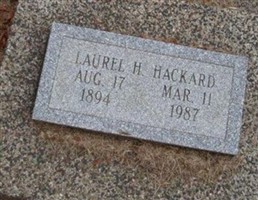 LAUREL H. HACKARD
AUG. 17 MAR. 11
1894 1987